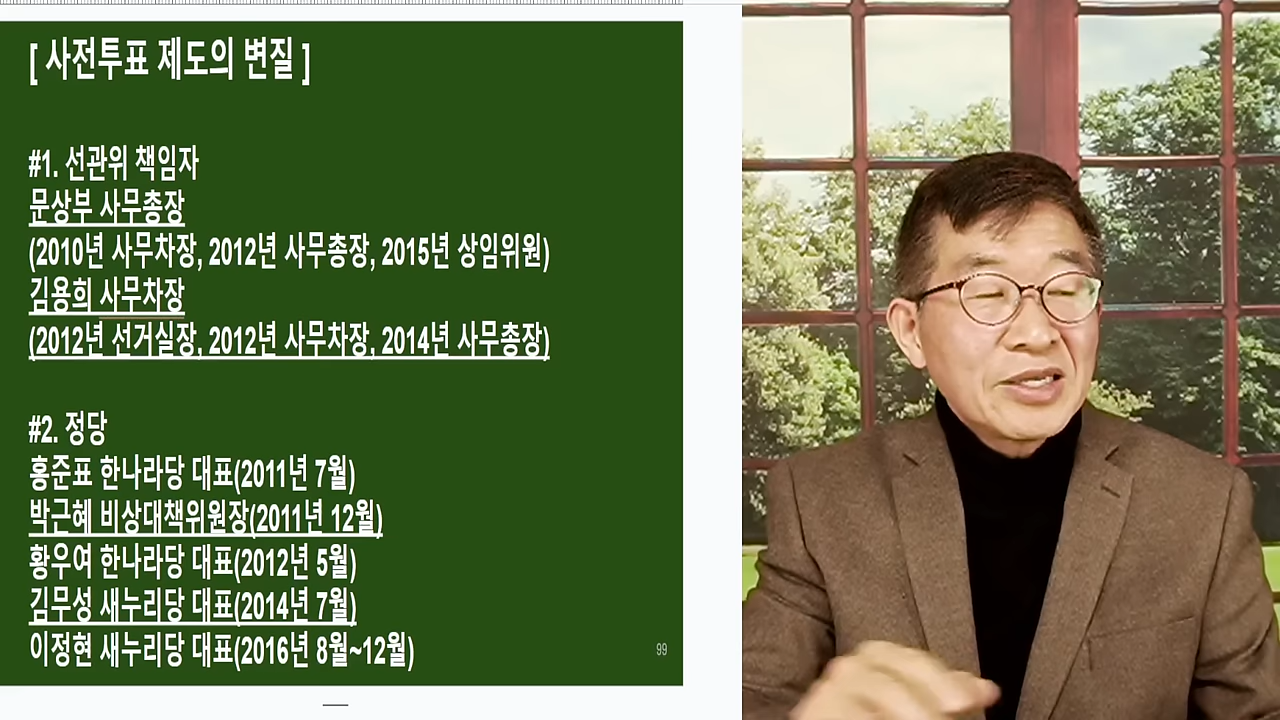 [ 사전투표 제도의 변질 ]
#1. 선관위 책임자
문상부 사무총장
(2010년 사무차장, 2012년 사무총장, 2015년 상임위원)
김용희 사무차장
(2012년 선거실장, 2012년 사무차장, 2014년 사무총장)
#2. 정당
홍준표 한나라당 대표(2011년 7월)
박근혜 비상대책위원장(2011년 12월)
황우여 한나라당 대표(2012년 5월)
김무성 새누리당 대표(2014년 7월)
이정현 새누리당 대표(2016년 8월~12월)
99